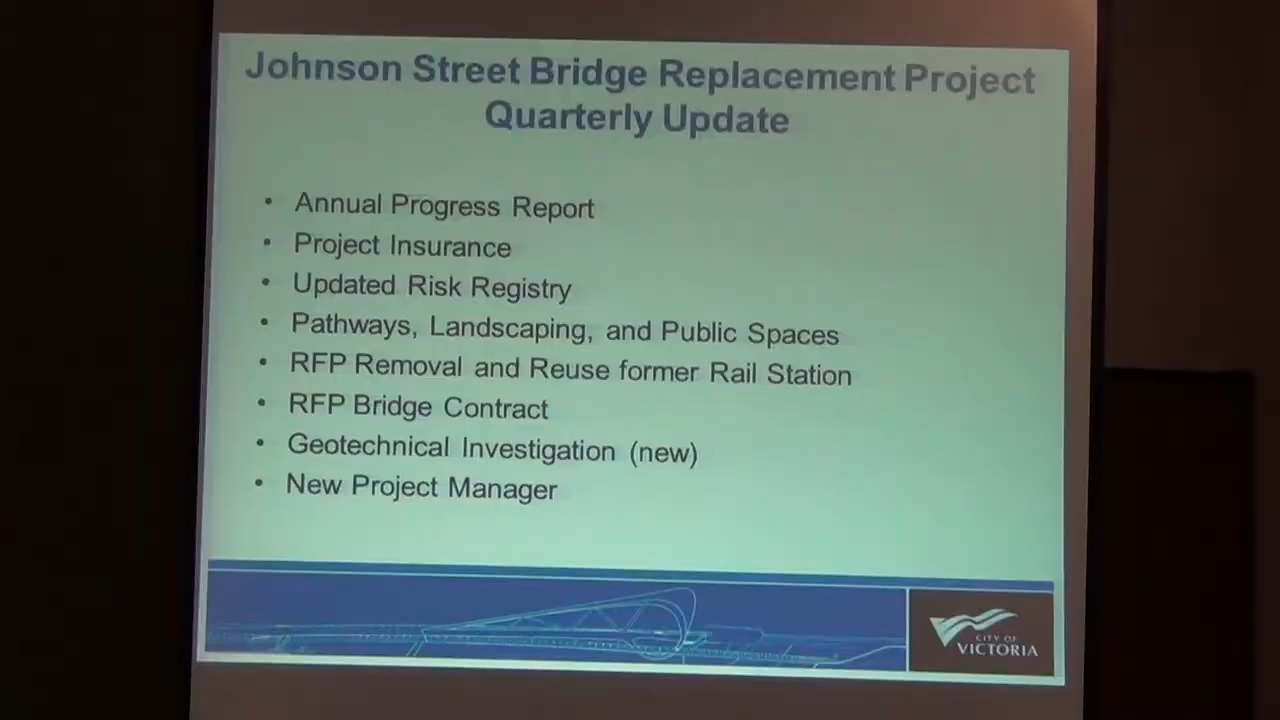 Johnson Street Bridge Replacement Project
Quarterly Update
• Annual Progress Report
• Project Insurance
• Updated Risk Registry
• Pathways, Landscaping, and Public Spaces
• RFP Removal and Reuse former Rail Station
• RFP Bridge Contract
• Geotechnical Investigation (new)
• New Project Manager
CITY OF
VICTORIA